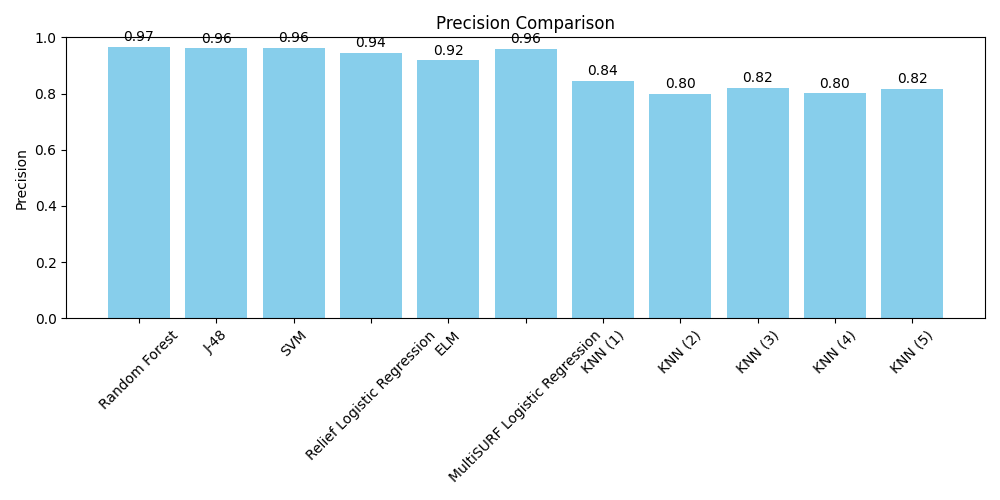 Precision Comparison
Precision
1.0
0.8
0.6
0.4
0.2
0.0
0.97
0.96
0.96
0.94
0.92
0.96
0.84
0.80
0.82
0.80
0.82
Random Forest
J-48
SVM
Relief Logistic Regression
ELM
MultiSURF Logistic Regression
KNN (1)
KNN (2)
KNN (3)
KNN (4)
KNN (5)